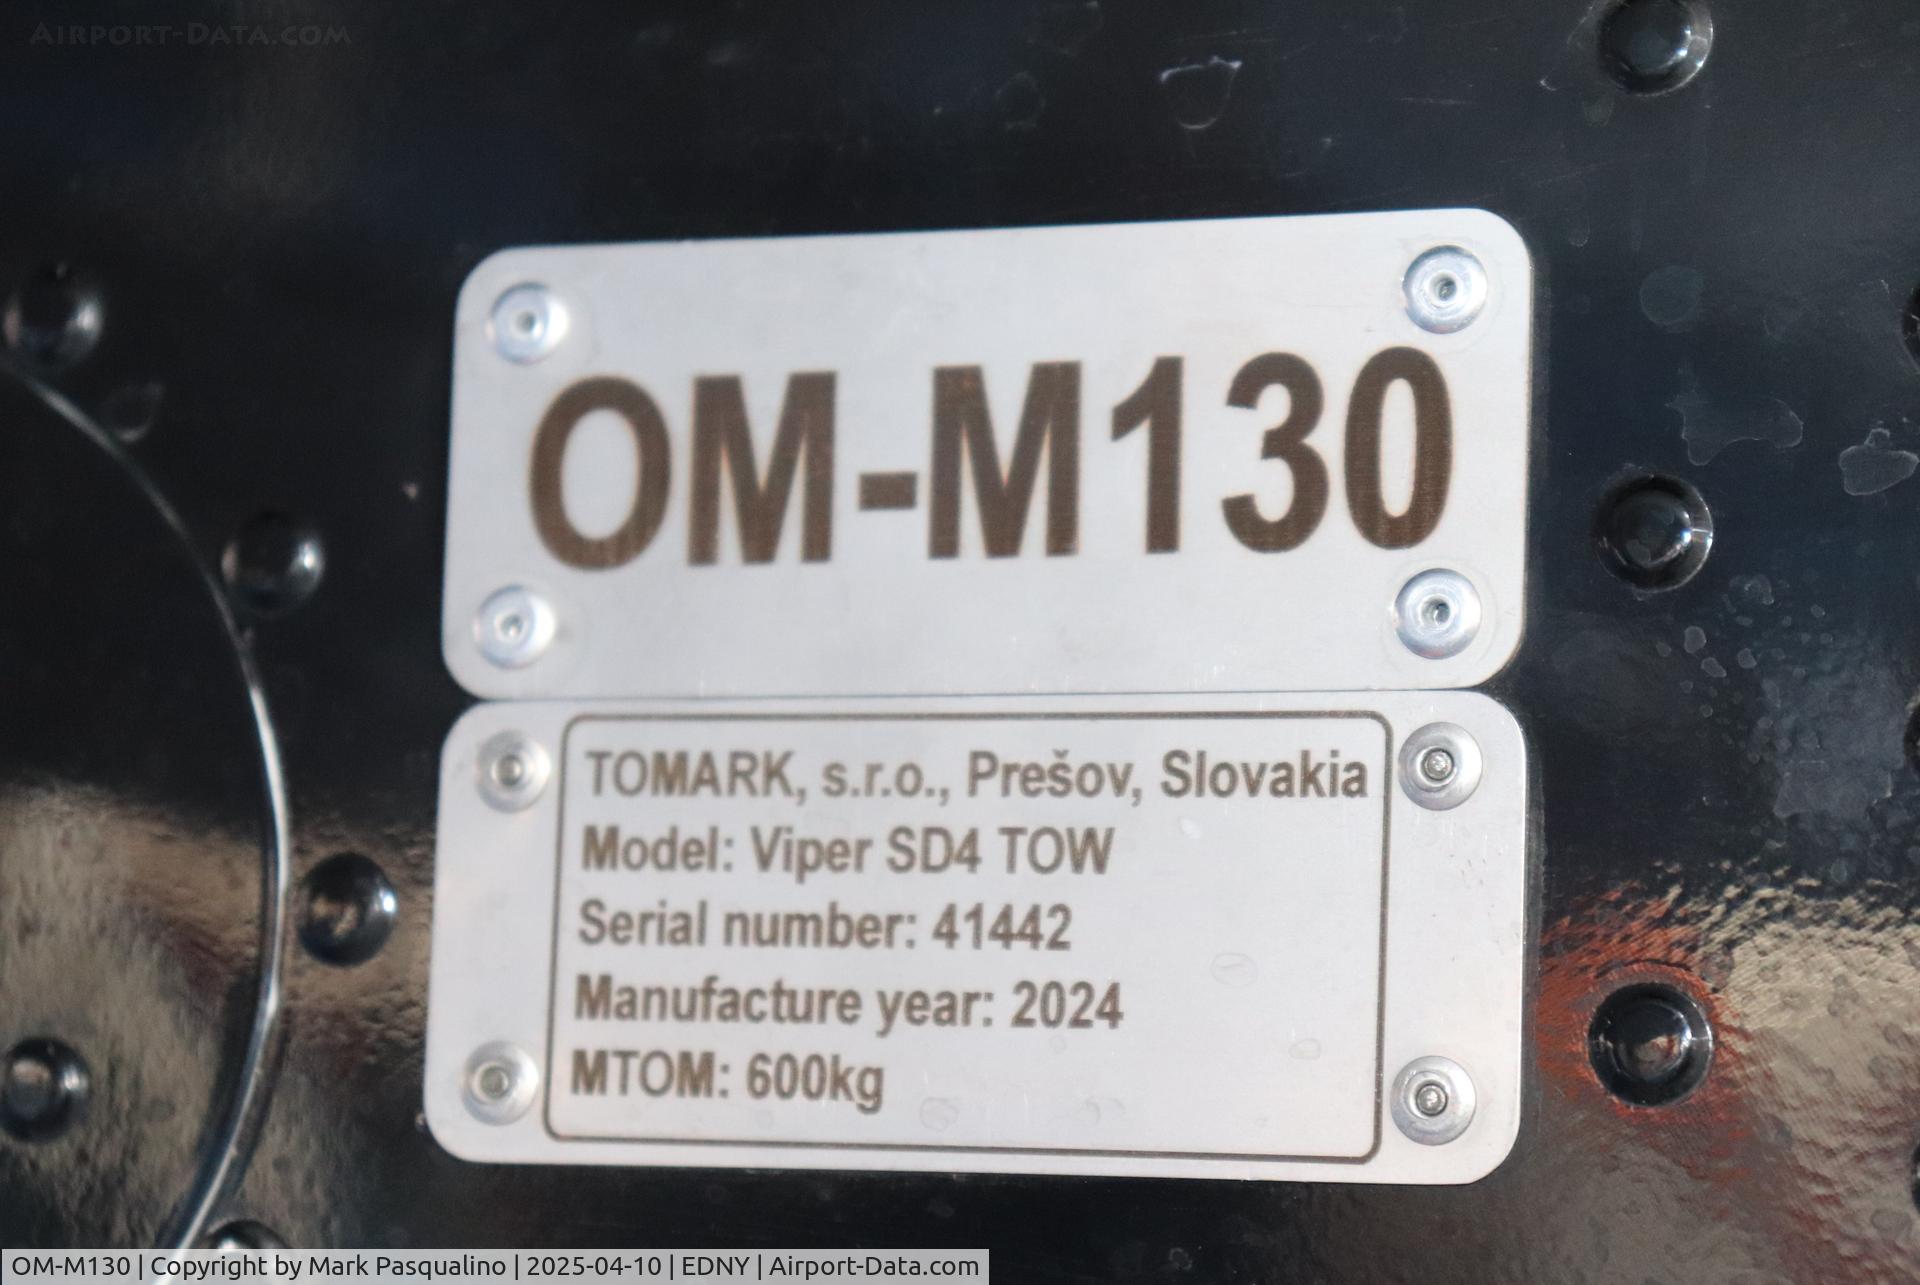 AIRPORT-DATA.COM
OM-M130
TOMARK, s.r.o., Prešov, Slovakia
Model: Viper SD4 TOW
Serial number: 41442
Manufacture year: 2024
MTOM: 600kg
OM-M130 | Copyright by Mark Pasqualino | 2025-04-10 | EDNY | Airport-Data.com